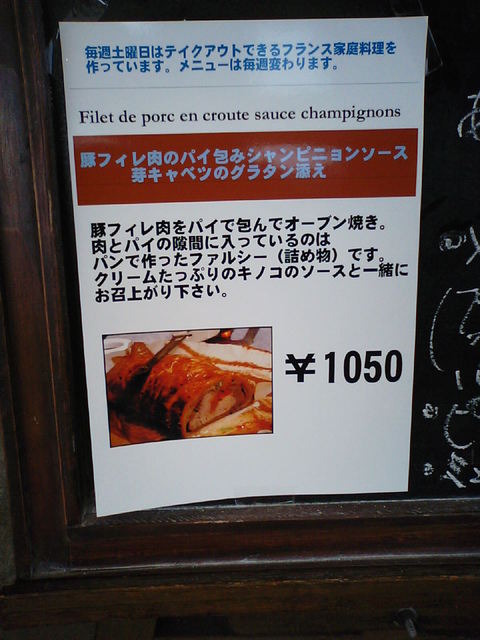 毎週土曜日はテイクアウトできるフランス家庭料理を
作っています。メニューは毎週変わります。
Filet de porc en croute sauce champignons
豚フィレ肉のパイ包みシャンピニョンソース
芽キャベツのグラタン添え
豚フィレ肉をパイで包んでオーブン焼き。
肉とパイの隙間に入っているのは
パンで作ったファルシー（詰め物）です。
クリームたっぷりのキノコのソースと一緒に
お召上がり下さい。
¥1050